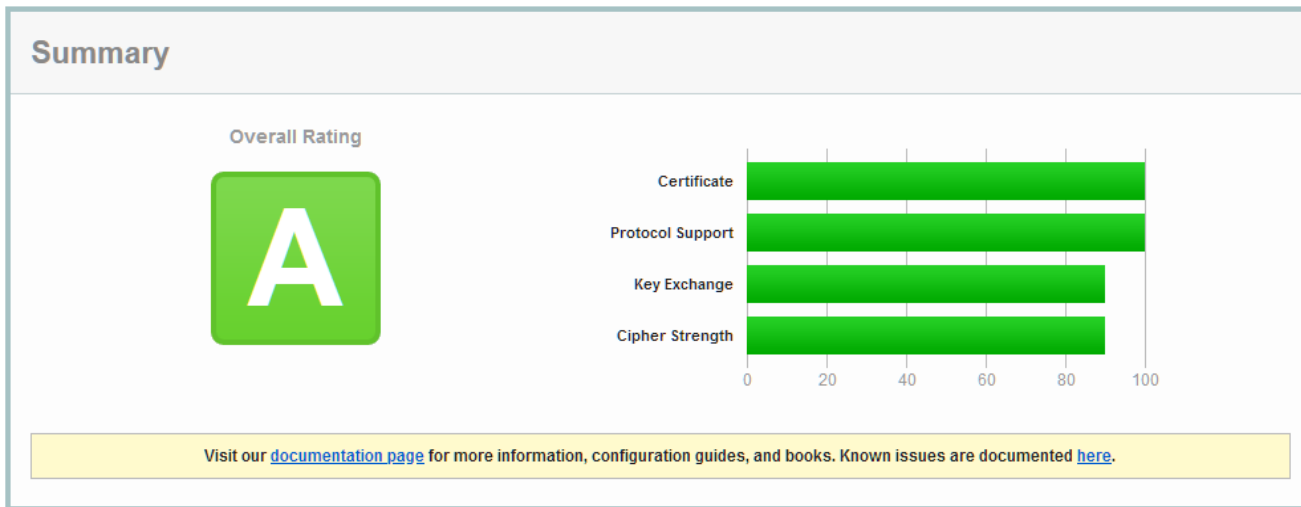 Summary
Overall Rating
A
Certificate
Protocol Support
Key Exchange
Cipher Strength
0 20 40 60 80 100
Visit our documentation page for more information, configuration guides, and books. Known issues are documented here.